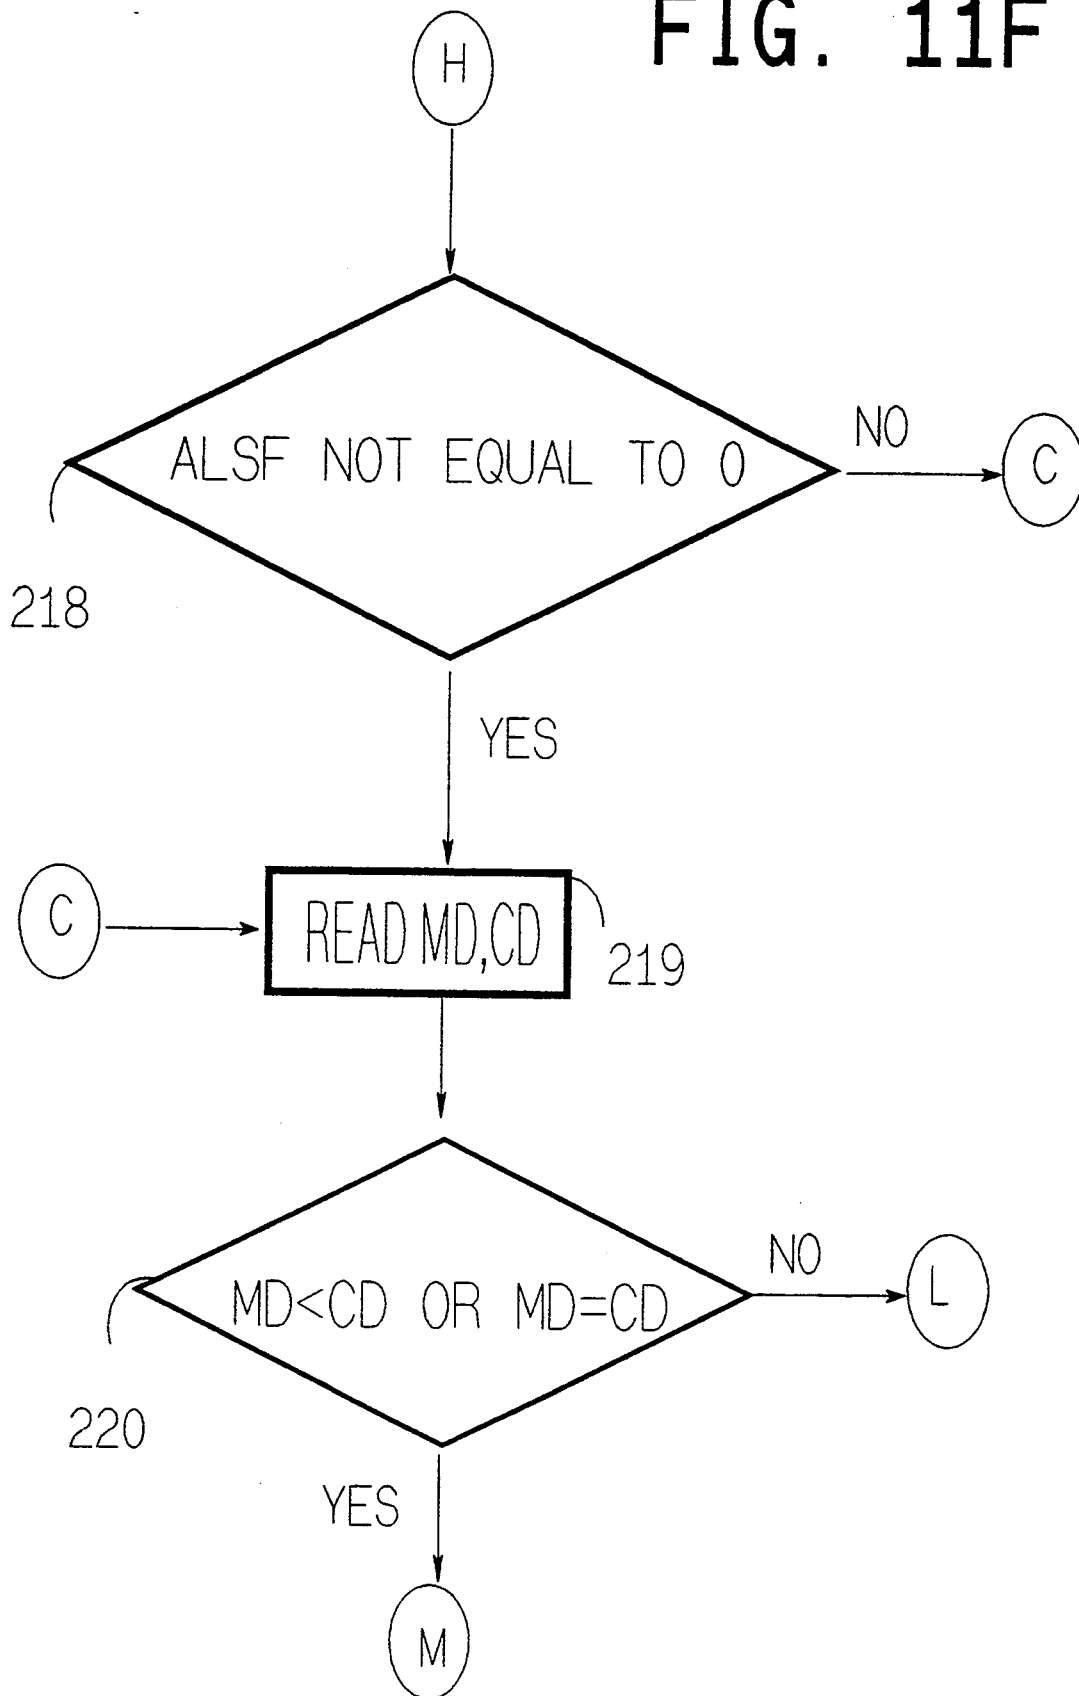 FIG. 11F
H
ALSF NOT EQUAL TO 0
NO
C
218
YES
C
READ MD,CD
219
MD<CD OR MD=CD
NO
L
220
YES
M